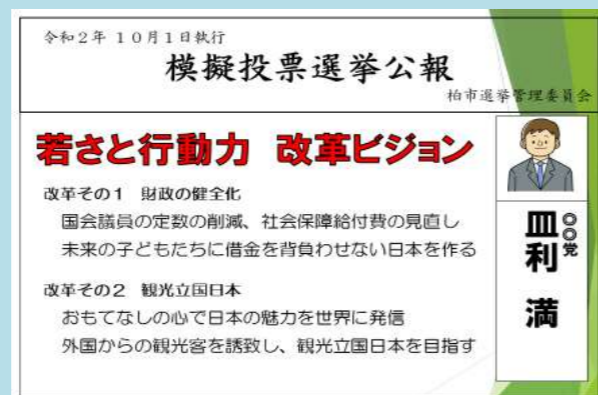 令和2年 10月1日執行
模擬投票選挙公報
柏市選挙管理委員会
若さと行動力 改革ビジョン
改革その1 財政の健全化
国会議員の定数の削減、社会保障給付費の見直し
未来の子どもたちに借金を背負わせない日本を作る
改革その2 観光立国日本
おもてなしの心で日本の魅力を世界に発信
外国からの観光客を誘致し、観光立国日本を目指す
〇〇党
皿利 満